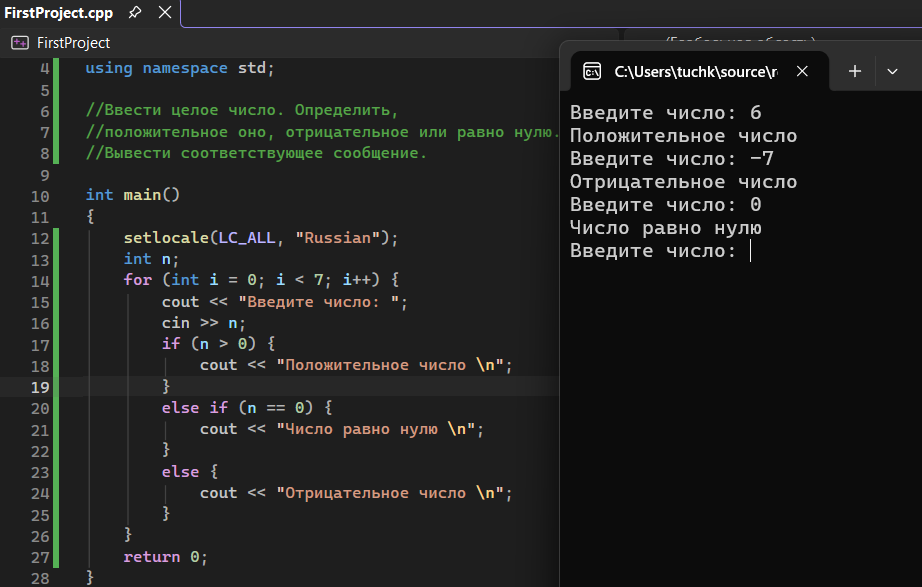 FirstProject.cpp
FirstProject
4 using namespace std;
5
6 //Ввести целое число. Определить,
7 //положительное оно, отрицательное или равно нулю.
8 //Вывести соответствующее сообщение.
9
10 int main()
11 {
12 setlocale(LC_ALL, "Russian");
13 int n;
14 for (int i = 0; i < 7; i++) {
15 cout << "Введите число: ";
16 cin >> n;
17 if (n > 0) {
18 cout << "Положительное число \n";
19 }
20 else if (n == 0) {
21 cout << "Число равно нулю \n";
22 }
23 else {
24 cout << "Отрицательное число \n";
25 }
26 }
27 return 0;
28 }
C:\Users\tuchk\source\r
Введите число: 6
Положительное число
Введите число: -7
Отрицательное число
Введите число: 0
Число равно нулю
Введите число: